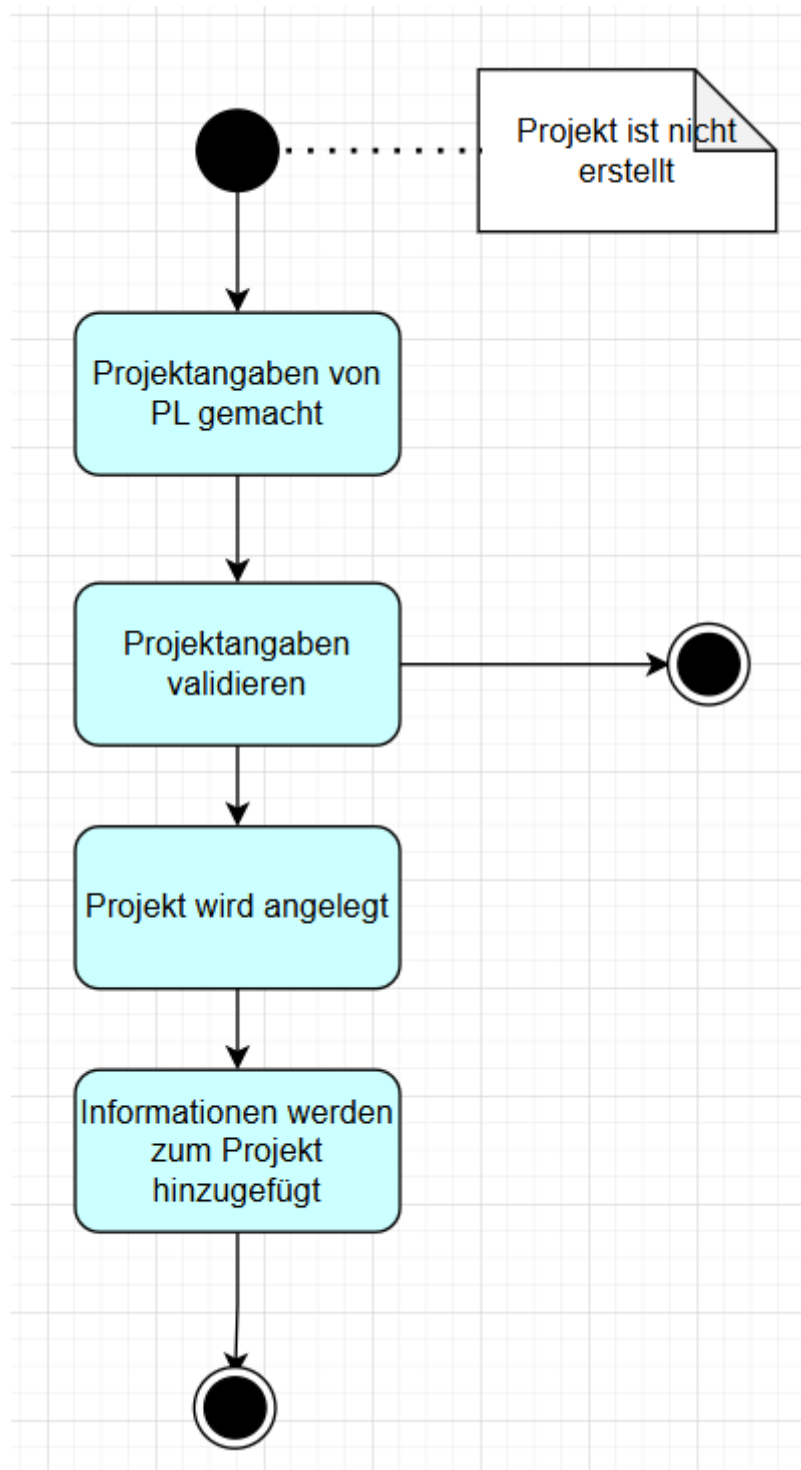 Projekt ist nicht
erstellt
Projektangaben von
PL gemacht
Projektangaben
validieren
Projekt wird angelegt
Informationen werden
zum Projekt
hinzugefügt